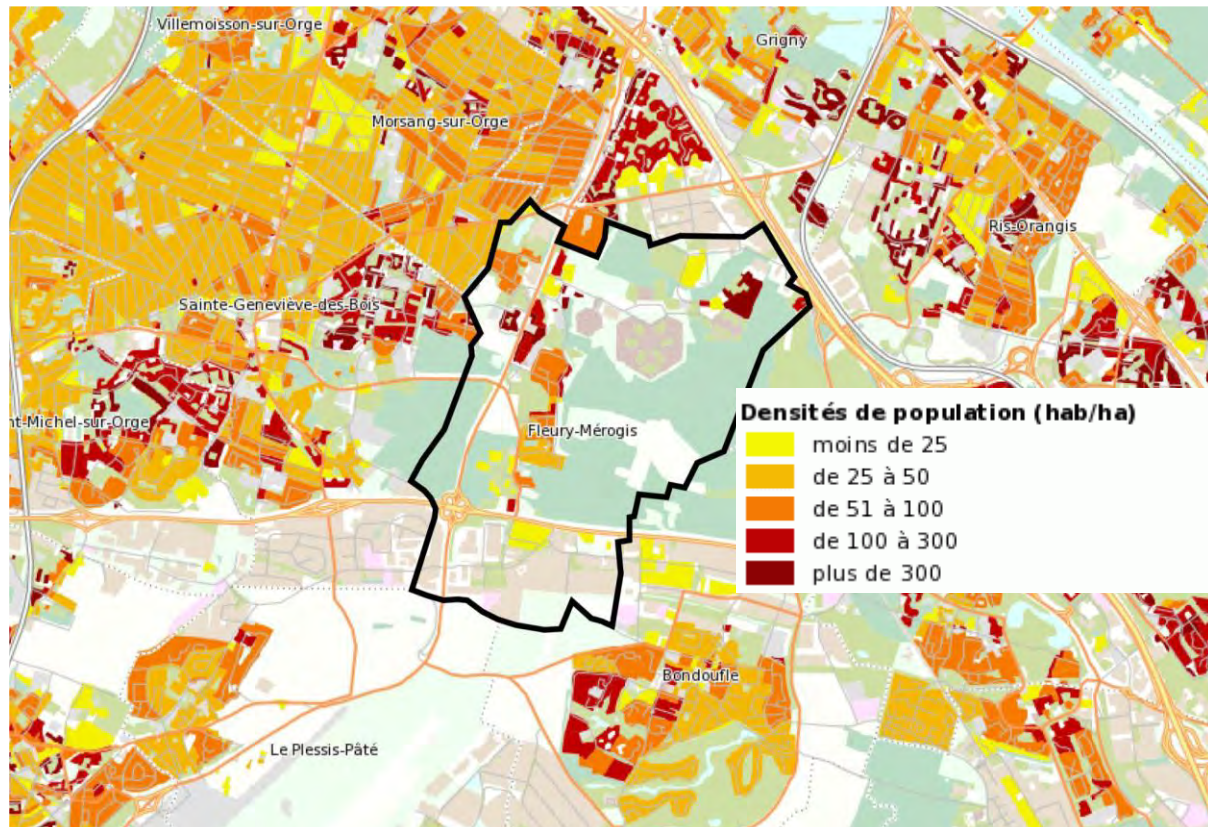 Villemoisson-sur-Orge
Grigny
Morsang-sur-Orge
Ris-Orangis
Sainte-Geneviève-des-Bois
Densités de population (hab/ha)
moins de 25
de 25 à 50
de 51 à 100
de 100 à 300
plus de 300
nt-Michel-sur-Orge
Fleury-Mérogis
Bondoufle
Le Plessis-Pâté